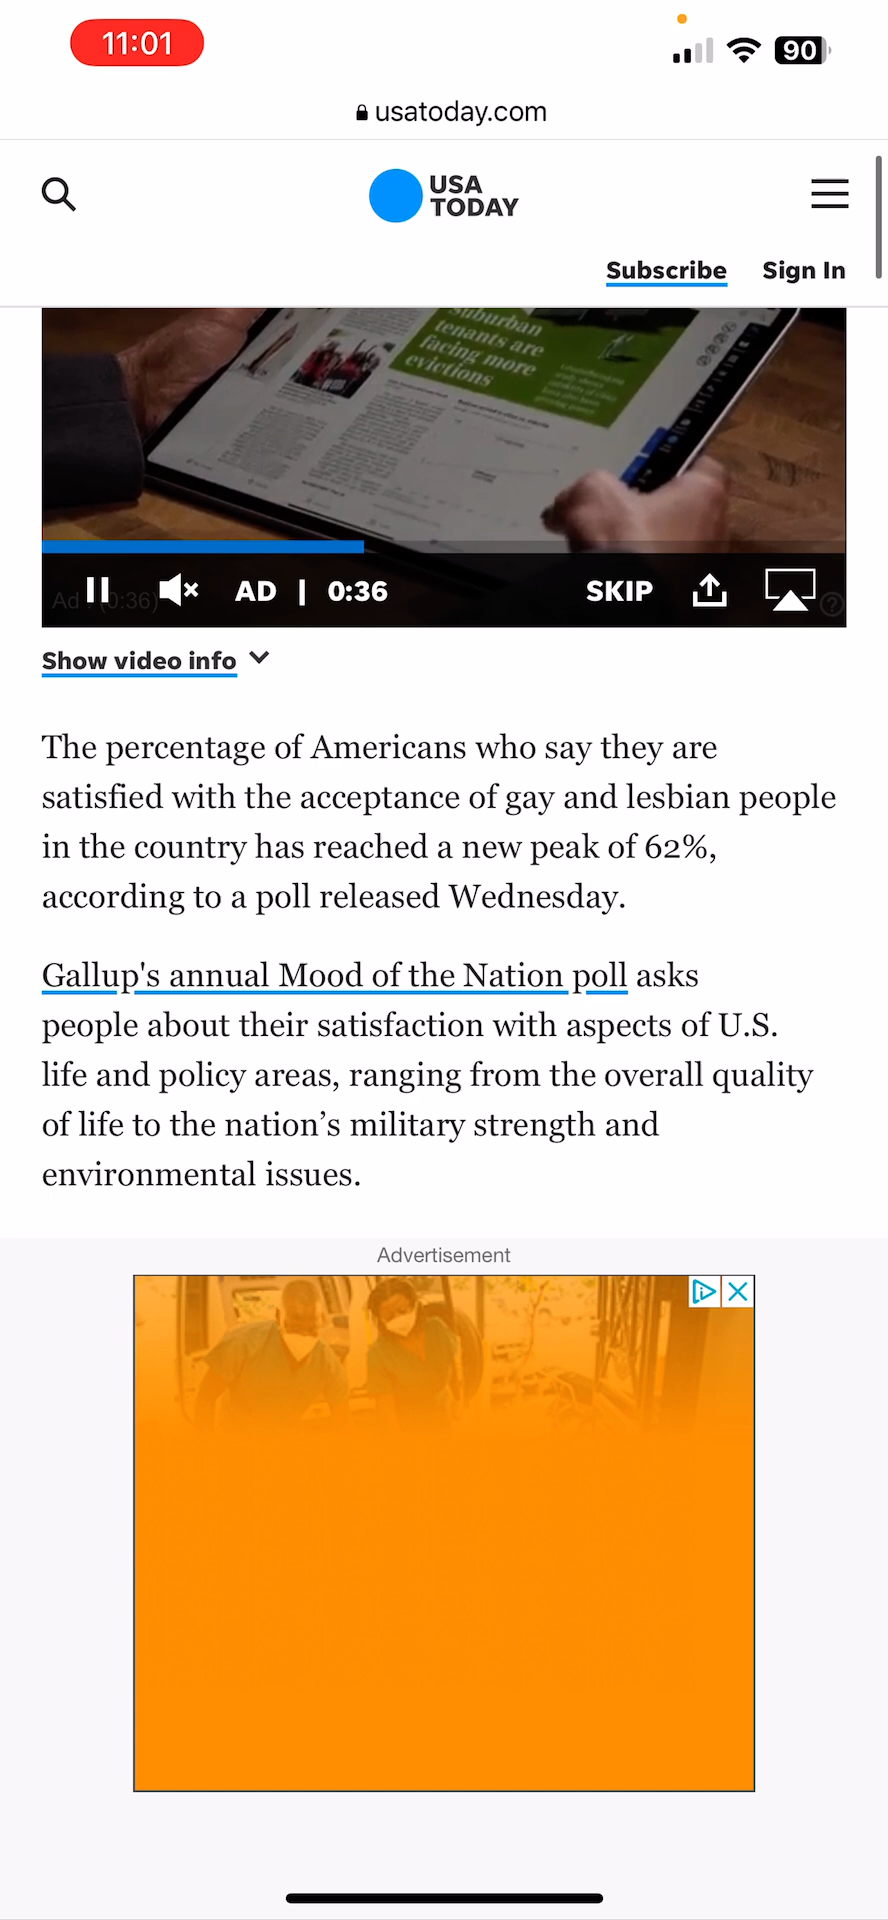 11:01
90
usatoday.com
USA
TODAY
Subscribe
Sign In
Suburban
tenants are
facing more
evictions
AD | 0:36
SKIP
Ad : (0:36)
Show video info
The percentage of Americans who say they are
satisfied with the acceptance of gay and lesbian people
in the country has reached a new peak of 62%,
according to a poll released Wednesday.
Gallup's annual Mood of the Nation poll asks
people about their satisfaction with aspects of U.S.
life and policy areas, ranging from the overall quality
of life to the nation’s military strength and
environmental issues.
Advertisement